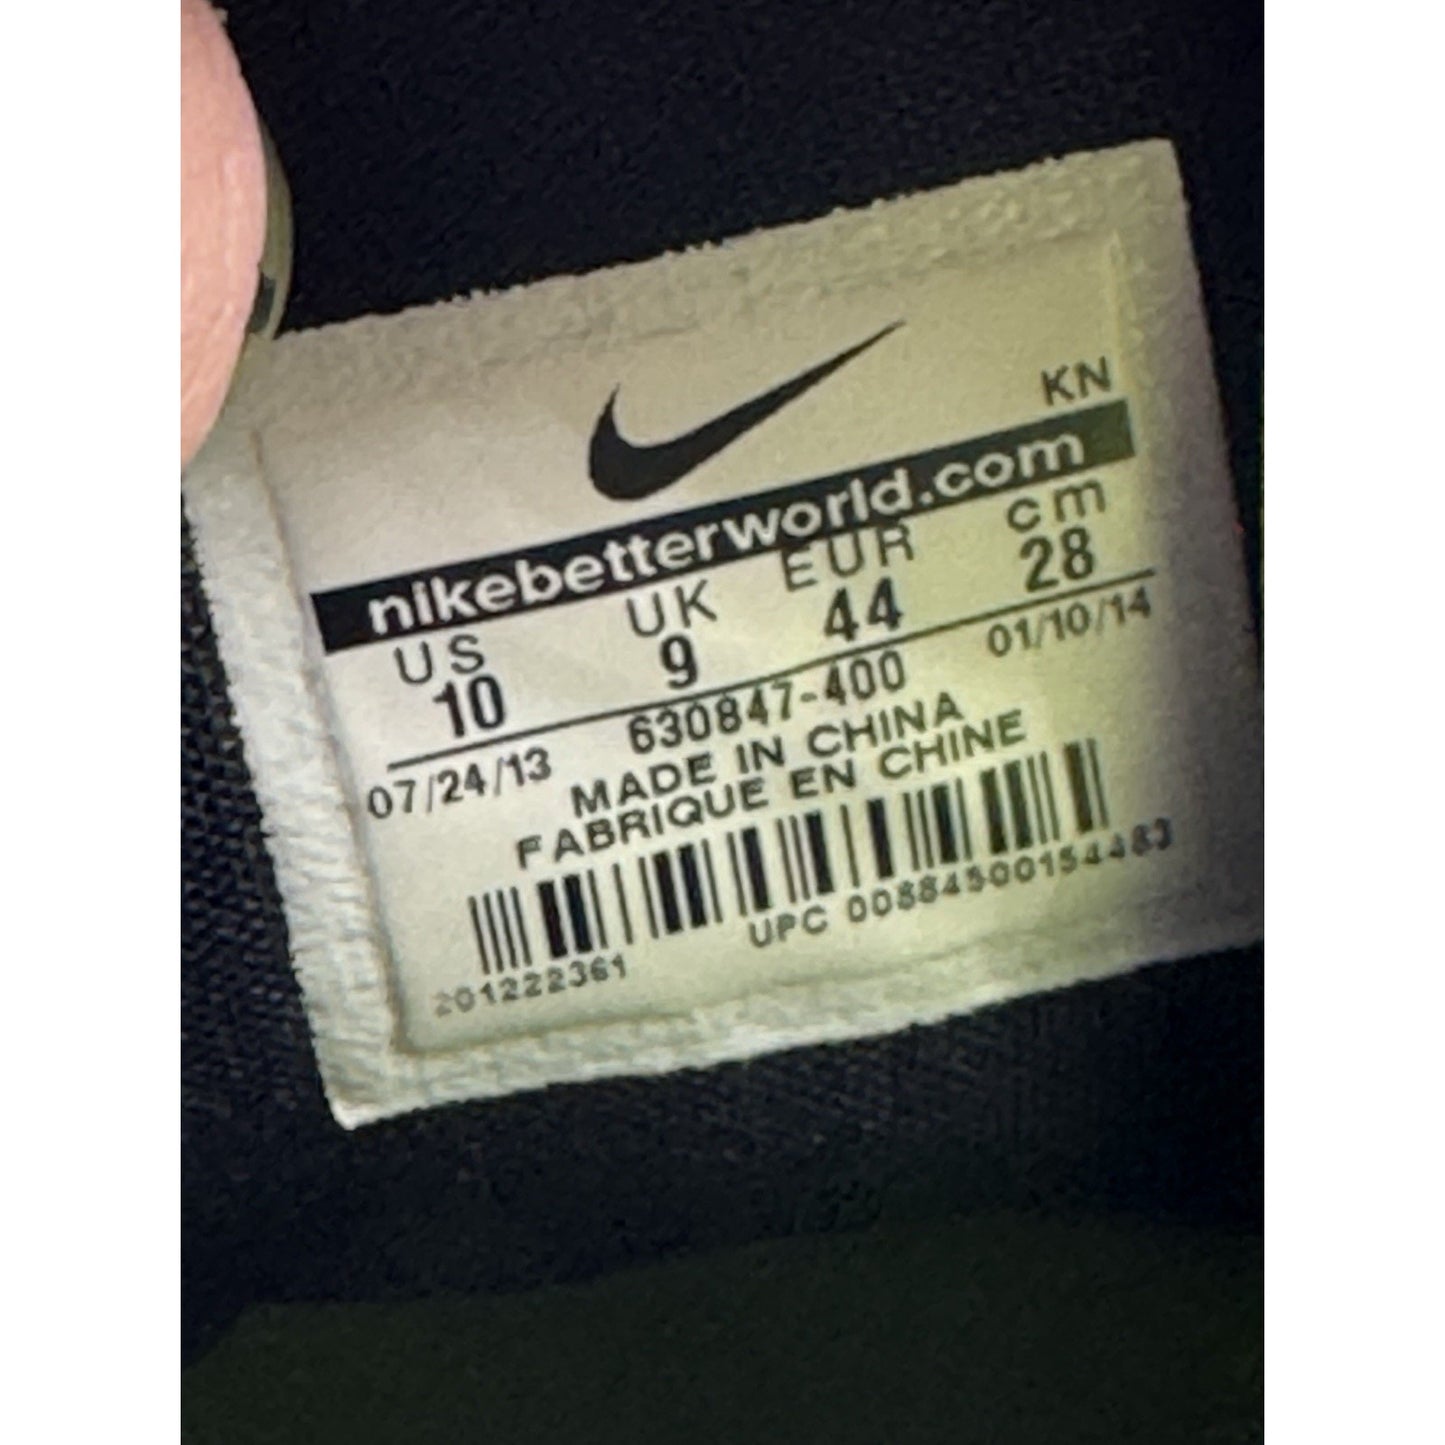 KN
nikebetterworld.com
US UK EUR cm
10 9 44 28
07/24/13 630847-400 01/10/14
MADE IN CHINA
FABRIQUE EN CHINE
201222361 UPC 00884500154483